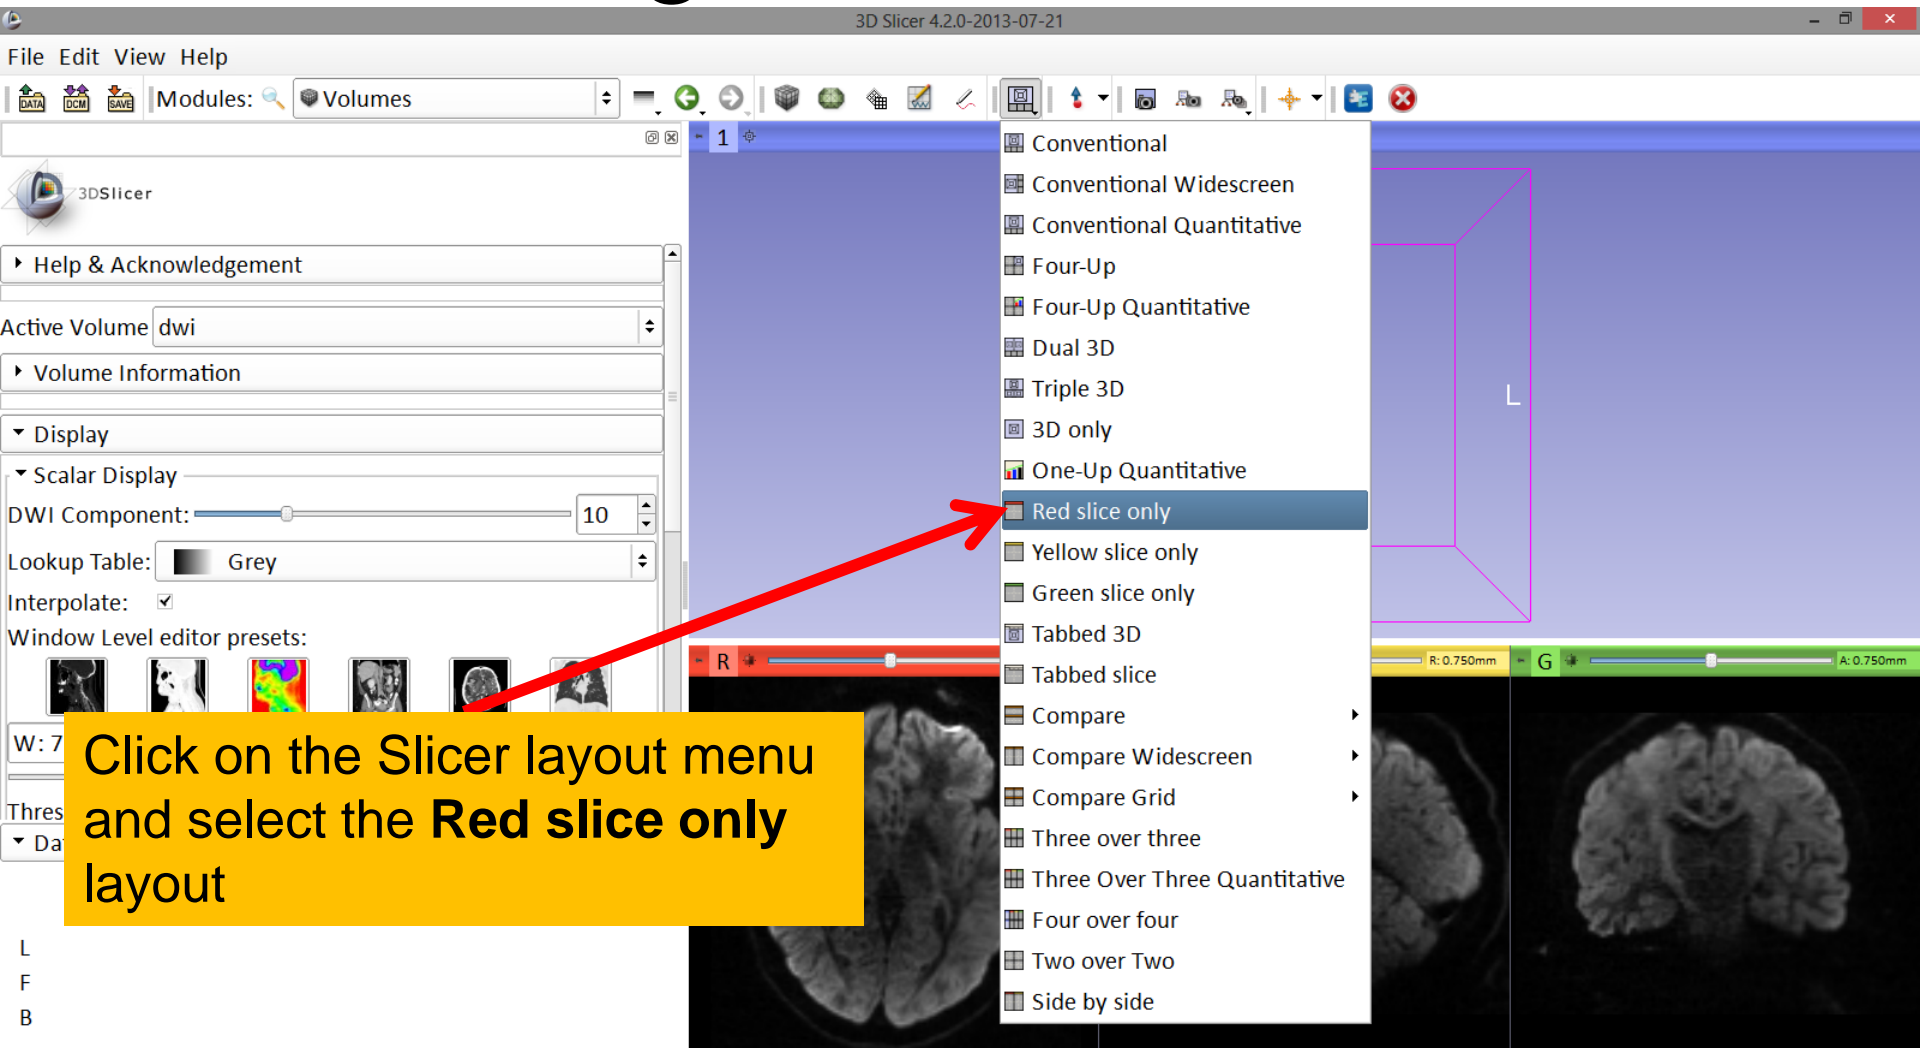 3D Slicer 4.2.0-2013-07-21
File Edit View Help
DATA DCM SAVE Modules: Volumes
1
3DSlicer
Help & Acknowledgement
Active Volume dwi
Volume Information
Display
Scalar Display
DWI Component: 10
Lookup Table: Grey
Interpolate:
Window Level editor presets:
W: 7
Thres
Da
L
F
B
Click on the Slicer layout menu
and select the Red slice only
layout
Conventional
Conventional Widescreen
Conventional Quantitative
Four-Up
Four-Up Quantitative
Dual 3D
Triple 3D
3D only
One-Up Quantitative
Red slice only
Yellow slice only
Green slice only
Tabbed 3D
Tabbed slice
Compare
Compare Widescreen
Compare Grid
Three over three
Three Over Three Quantitative
Four over four
Two over Two
Side by side
L
R
R: 0.750mm
G
A: 0.750mm